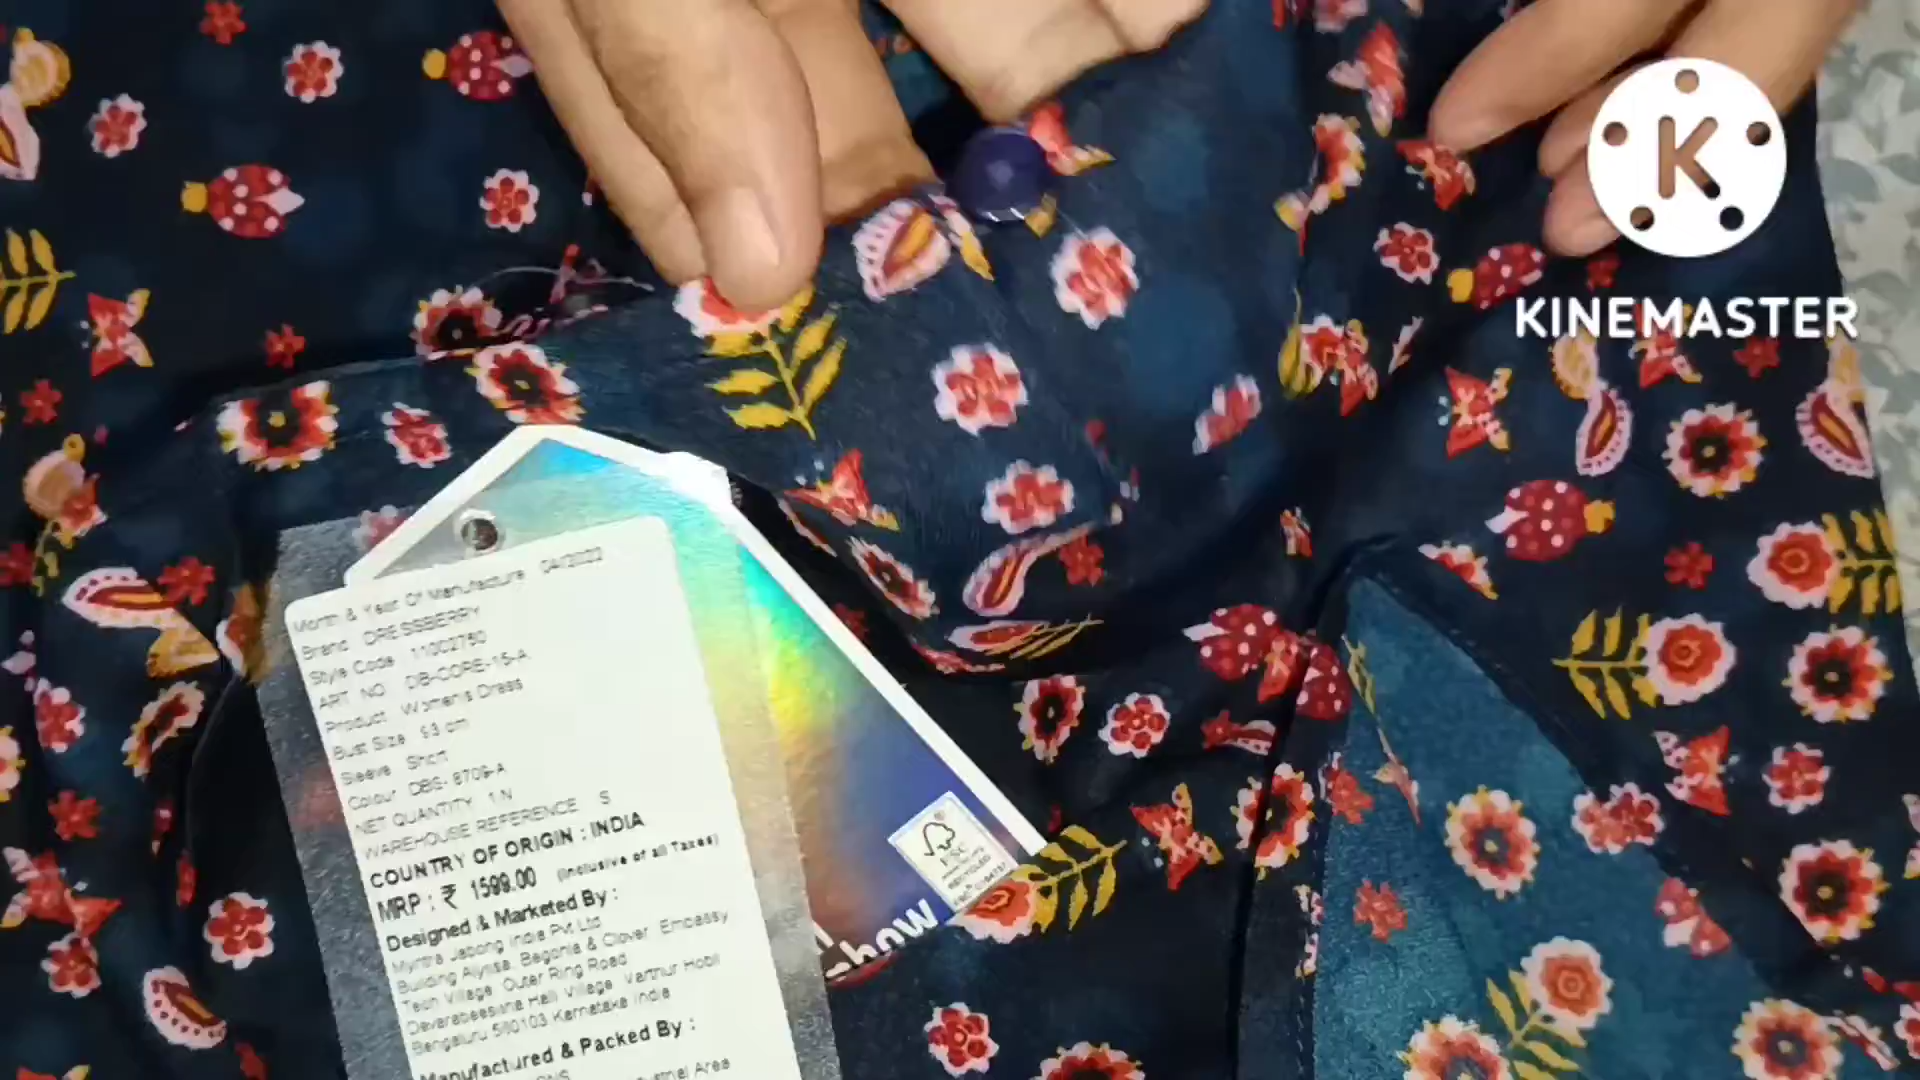 K
KINEMASTER
Month & Year Of Manufacture 04/2022
Brand DRESSBERRY
Style Code 11002750
ART NO DB-CORE-15-A
Product Women's Dress
Bust Size 93 cm
Sleeve Short
Colour DBS-8709-A
NET QUANTITY 1 N
WAREHOUSE REFERENCE S
COUNTRY OF ORIGIN : INDIA
MRP : ₹ 1599.00 (Inclusive of all Taxes)
Designed & Marketed By :
Myntra Jabong India Pvt Ltd
Building Alyssa, Begonia & Clover Embassy
Tech Village Outer Ring Road
Devarabeesana Halli Village Varthur Hobli
Bengaluru 560103 Karnataka India
Manufactured & Packed By :
Area
FSC
RECYCLED